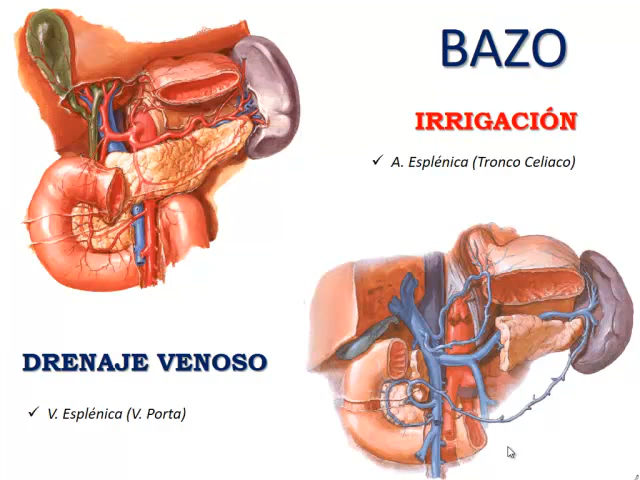 BAZO
IRRIGACIÓN
✓ A. Esplénica (Tronco Celiaco)
DRENAJE VENOSO
✓ V. Esplénica (V. Porta)